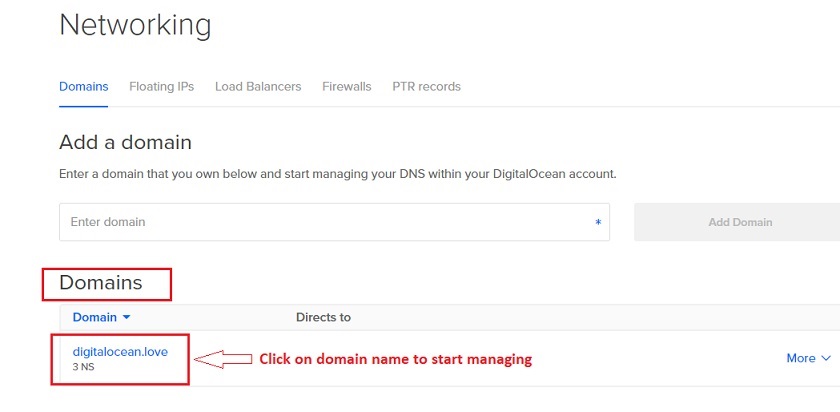 Networking
Domains Floating IPs Load Balancers Firewalls PTR records
Add a domain
Enter a domain that you own below and start managing your DNS within your DigitalOcean account.
Enter domain * Add Domain
Domains
Domain Directs to
digitalocean.love
3 NS
Click on domain name to start managing
More